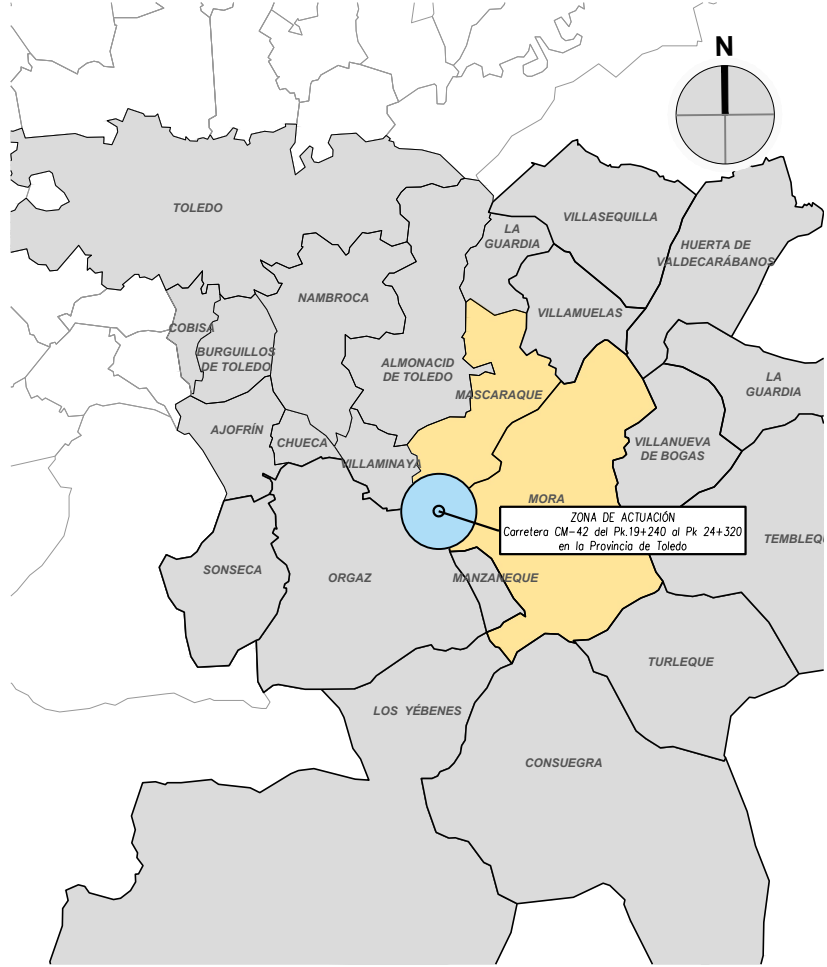 N
TOLEDO
LA
GUARDIA
VILLASEQUILLA
HUERTA DE
VALDECARÁBANOS
NAMBROCA
VILLAMUELAS
COBISA
BURGUILLOS
DE TOLEDO
ALMONACID
DE TOLEDO
MASCARAQUE
LA
GUARDIA
AJOFRÍN
CHUECA
VILLAMINAYA
VILLANUEVA
DE BOGAS
MORA
ZONA DE ACTUACIÓN
Carretera CM-42 del Pk.19+240 al Pk 24+320
en la Provincia de Toledo
TEMBLEQU
SONSECA
ORGAZ
MANZANEQUE
TURLEQUE
LOS YÉBENES
CONSUEGRA